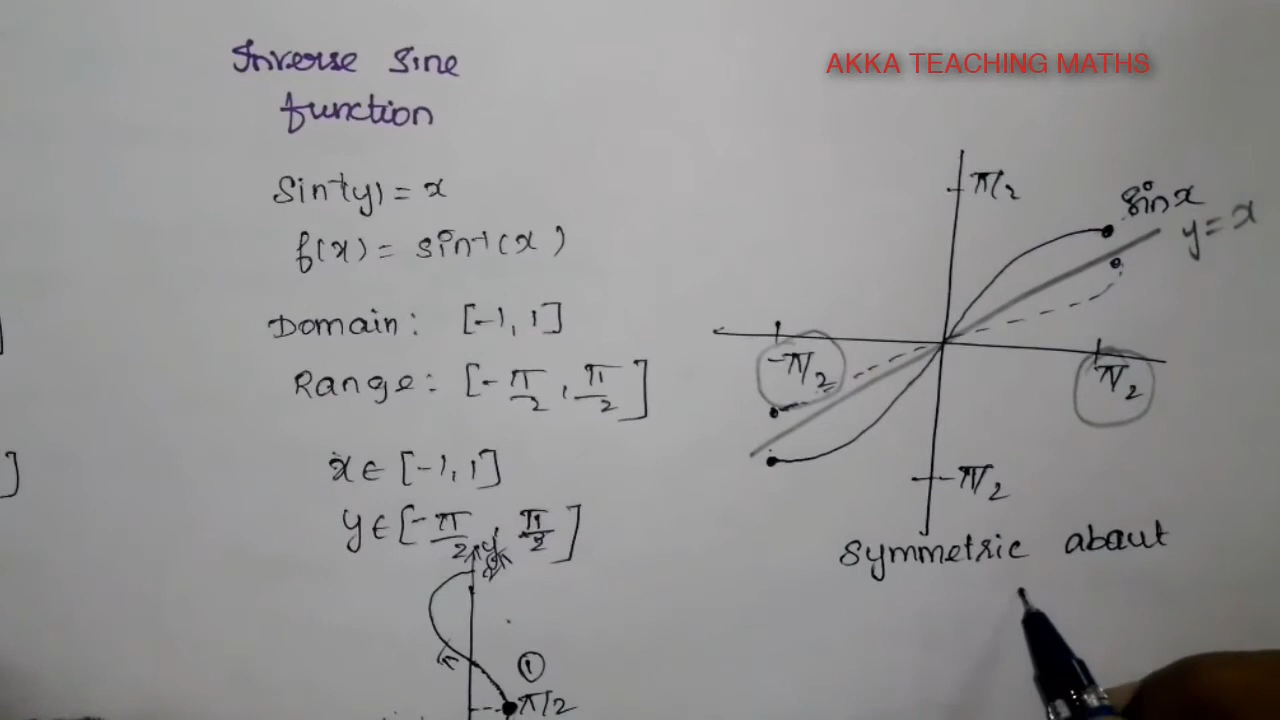 Inverse Sine
function
AKKA TEACHING MATHS
Sin⁻¹(y) = x
f(x) = sin⁻¹(x)
Domain: [-1, 1]
Range: [-π/2, π/2]
x ∈ [-1, 1]
y ∈ [-π/2, π/2]
y
①
π/2
π/2
sin x
y = x
-π/2
π/2
-π/2
Symmetric about
]
]